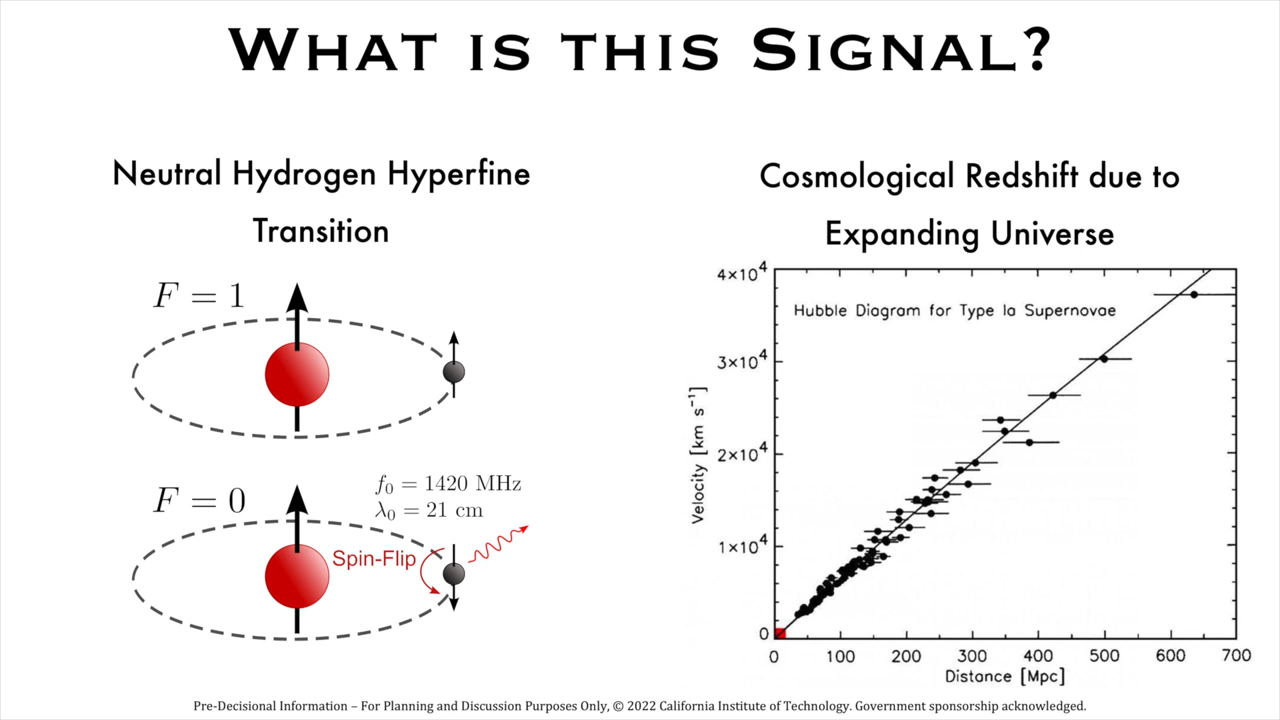 WHAT IS THIS SIGNAL?
Neutral Hydrogen Hyperfine
Transition
F = 1
F = 0
f₀ = 1420 MHz
λ₀ = 21 cm
Spin-Flip
Cosmological Redshift due to
Expanding Universe
Hubble Diagram for Type Ia Supernovae
Velocity [km s⁻¹]
4×10⁴
3×10⁴
2×10⁴
1×10⁴
0
0 100 200 300 400 500 600 700
Distance [Mpc]
Pre-Decisional Information – For Planning and Discussion Purposes Only, © 2022 California Institute of Technology. Government sponsorship acknowledged.